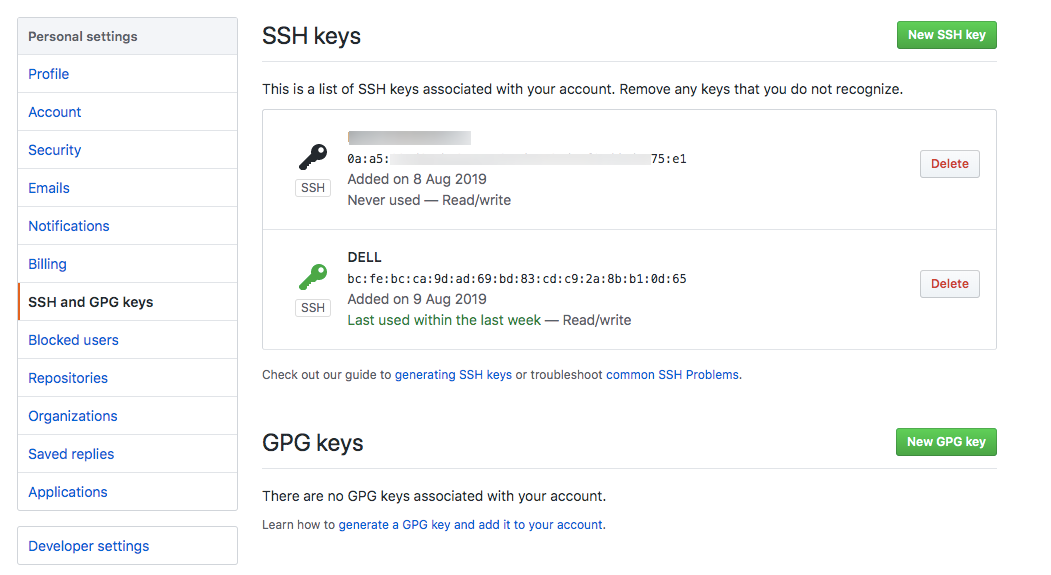 Personal settings
Profile
Account
Security
Emails
Notifications
Billing
SSH and GPG keys
Blocked users
Repositories
Organizations
Saved replies
Applications
Developer settings
SSH keys
New SSH key
This is a list of SSH keys associated with your account. Remove any keys that you do not recognize.
SSH
0a:a5: 75:e1
Added on 8 Aug 2019
Never used — Read/write
Delete
SSH
DELL
bc:fe:bc:ca:9d:ad:69:bd:83:cd:c9:2a:8b:b1:0d:65
Added on 9 Aug 2019
Last used within the last week — Read/write
Delete
Check out our guide to generating SSH keys or troubleshoot common SSH Problems.
GPG keys
New GPG key
There are no GPG keys associated with your account.
Learn how to generate a GPG key and add it to your account.